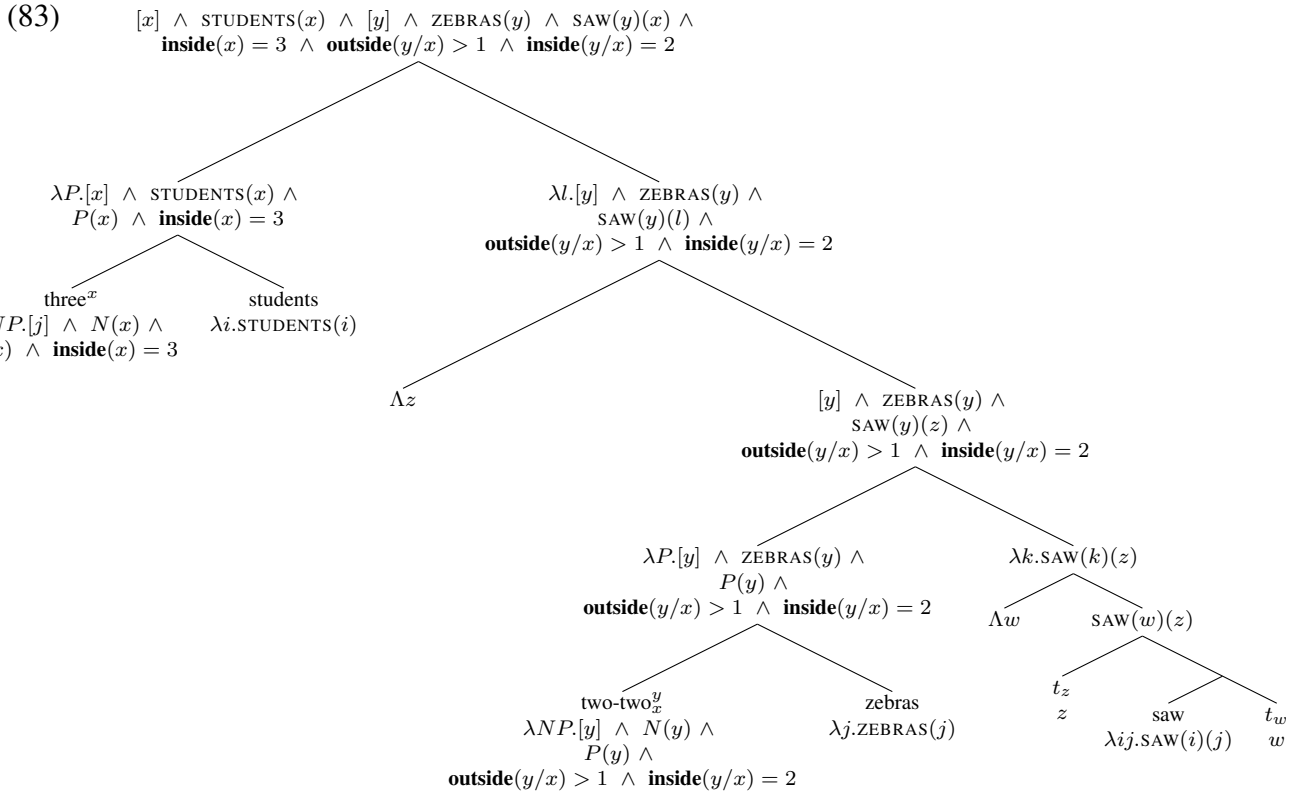 (83)
[x] ∧ STUDENTS(x) ∧ [y] ∧ ZEBRAS(y) ∧ SAW(y)(x) ∧
inside(x) = 3 ∧ outside(y/x) > 1 ∧ inside(y/x) = 2
λP.[x] ∧ STUDENTS(x) ∧
P(x) ∧ inside(x) = 3
λl.[y] ∧ ZEBRAS(y) ∧
SAW(y)(l) ∧
outside(y/x) > 1 ∧ inside(y/x) = 2
three^x
P.[j] ∧ N(x) ∧
) ∧ inside(x) = 3
students
λi.STUDENTS(i)
Λz
[y] ∧ ZEBRAS(y) ∧
SAW(y)(z) ∧
outside(y/x) > 1 ∧ inside(y/x) = 2
λP.[y] ∧ ZEBRAS(y) ∧
P(y) ∧
outside(y/x) > 1 ∧ inside(y/x) = 2
λk.SAW(k)(z)
Λw
SAW(w)(z)
two-two^y_x
λNP.[y] ∧ N(y) ∧
P(y) ∧
outside(y/x) > 1 ∧ inside(y/x) = 2
zebras
λj.ZEBRAS(j)
t_z
z
saw
λij.SAW(i)(j)
t_w
w